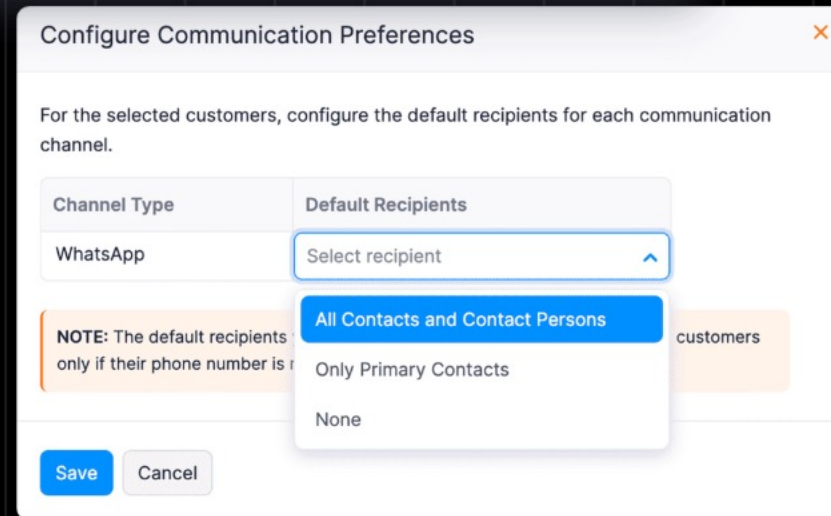 Configure Communication Preferences
For the selected customers, configure the default recipients for each communication
channel.
Channel Type Default Recipients
WhatsApp Select recipient
All Contacts and Contact Persons
Only Primary Contacts
None
NOTE: The default recipients customers
only if their phone number is
Save Cancel